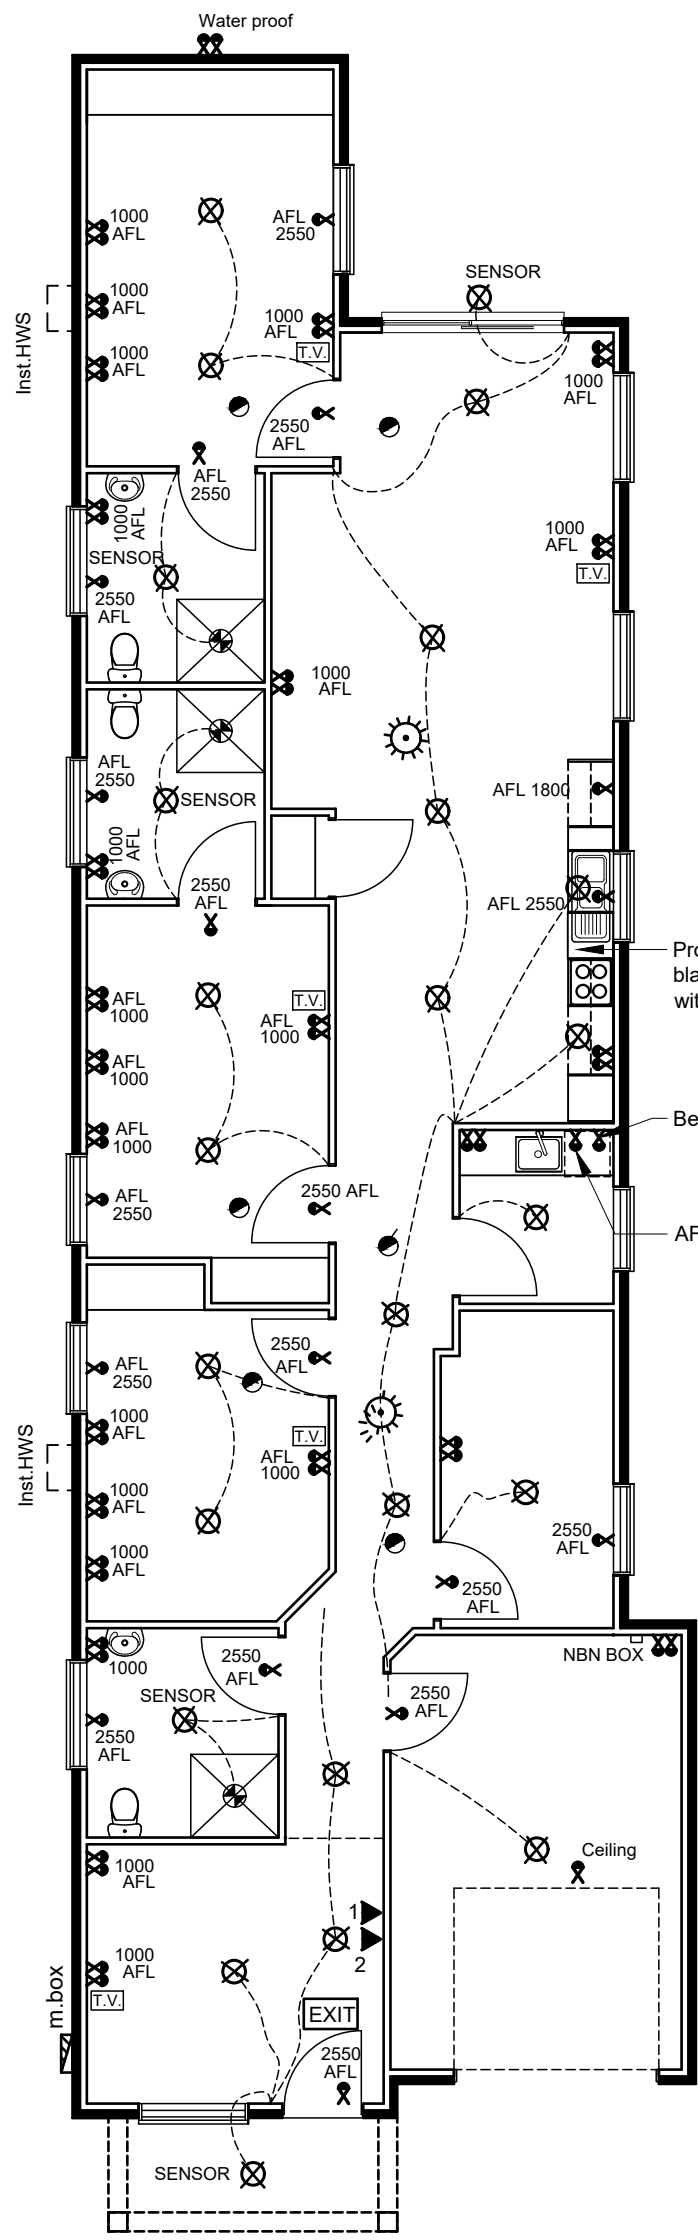 Water proof
1000
AFL
AFL
2550
SENSOR
1000
AFL
1000
AFL
Inst.HWS
T.V.
1000
AFL
1000
AFL
2550
AFL
AFL
2550
1000
AFL
1000
AFL
SENSOR
T.V.
2550
AFL
1000
AFL
AFL
2550
AFL 1800
SENSOR
1000
AFL
2550
AFL
AFL 2550
Pro
bla
wit
AFL
1000
T.V.
AFL
1000
AFL
1000
Be
AFL
1000
AFL
2550
2550 AFL
AF
2550
AFL
AFL
2550
1000
AFL
T.V.
AFL
1000
Inst.HWS
1000
AFL
2550
AFL
1000
AFL
2550
AFL
1000
2550
AFL
NBN BOX
SENSOR
2550
AFL
2550
AFL
Ceiling
1000
AFL
1
2
1000
AFL
T.V.
m.box
EXIT
2550
AFL
SENSOR